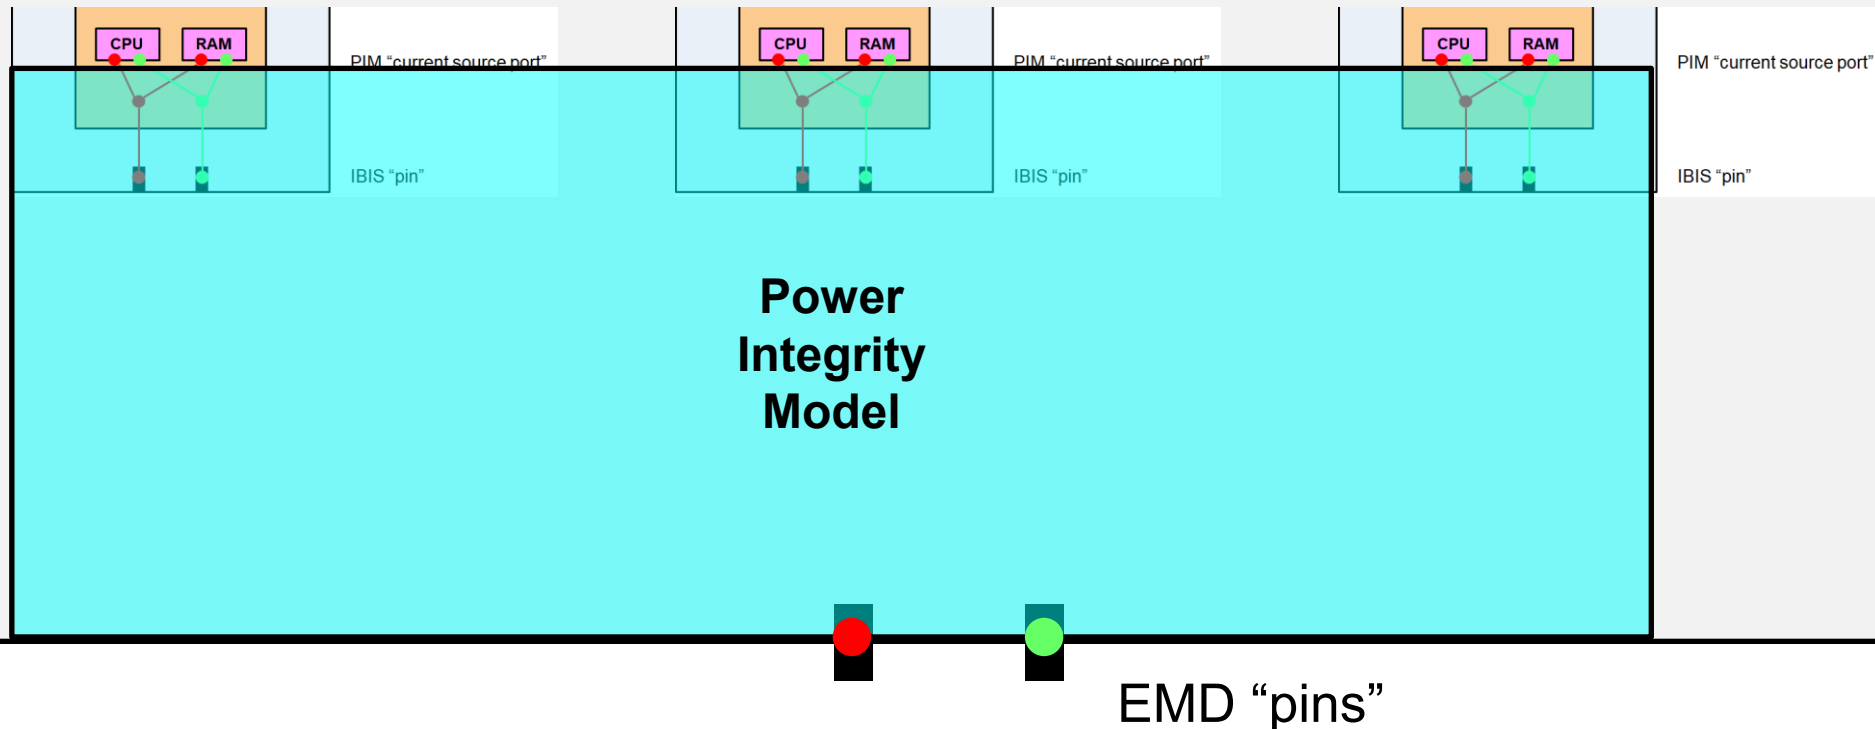 CPU RAM CPU RAM CPU RAM
PIM “current source port” PIM “current source port” PIM “current source port”
IBIS “pin” IBIS “pin” IBIS “pin”
Power
Integrity
Model
EMD “pins”